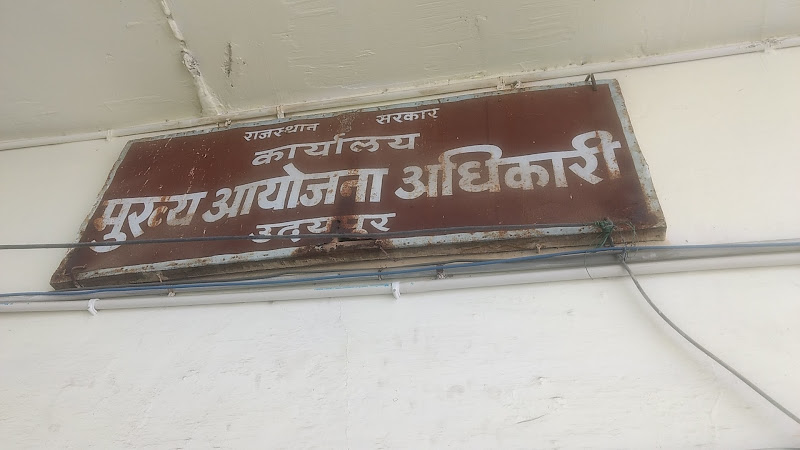 राजस्थान सरकार
कार्यालय
मुख्य आयोजना अधिकारी
उदयपुर